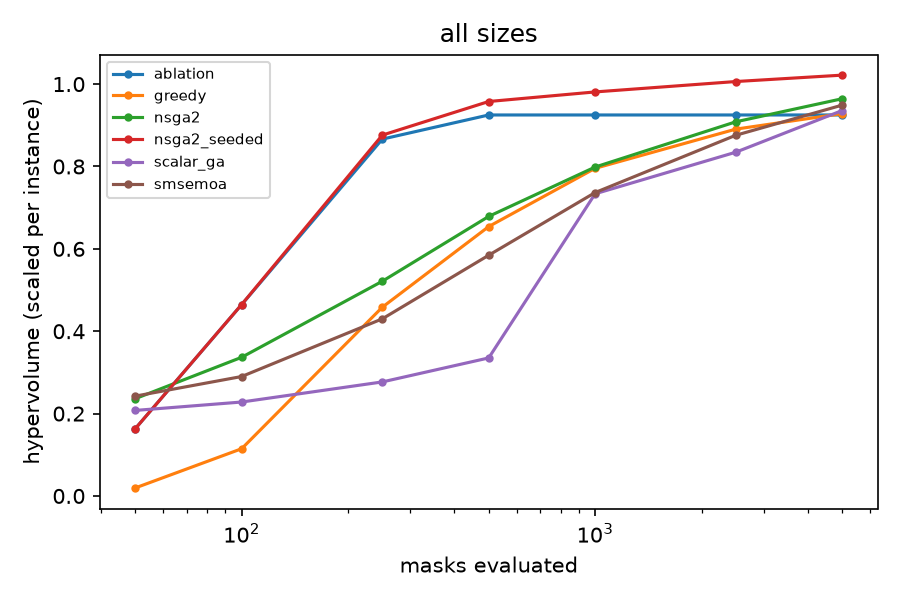 all sizes
hypervolume (scaled per instance)
1.0
0.8
0.6
0.4
0.2
0.0
ablation
greedy
nsga2
nsga2_seeded
scalar_ga
smsemoa
10²
10³
masks evaluated